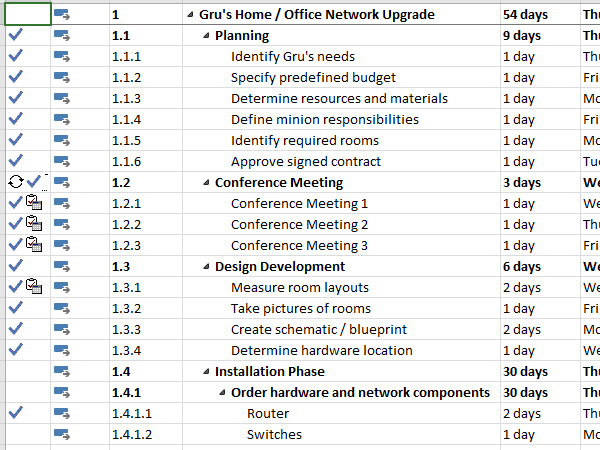 1 Gru's Home / Office Network Upgrade 54 days Thu
1.1 Planning 9 days Thu
1.1.1 Identify Gru's needs 1 day Thu
1.1.2 Specify predefined budget 1 day Fri
1.1.3 Determine resources and materials 1 day Mo
1.1.4 Define minion responsibilities 1 day Fri
1.1.5 Identify required rooms 1 day Mo
1.1.6 Approve signed contract 1 day Tue
1.2 Conference Meeting 3 days We
1.2.1 Conference Meeting 1 1 day We
1.2.2 Conference Meeting 2 1 day Thu
1.2.3 Conference Meeting 3 1 day Fri
1.3 Design Development 6 days We
1.3.1 Measure room layouts 2 days We
1.3.2 Take pictures of rooms 1 day Fri
1.3.3 Create schematic / blueprint 2 days Mo
1.3.4 Determine hardware location 1 day We
1.4 Installation Phase 30 days Thu
1.4.1 Order hardware and network components 30 days Thu
1.4.1.1 Router 2 days Thu
1.4.1.2 Switches 1 day Mo